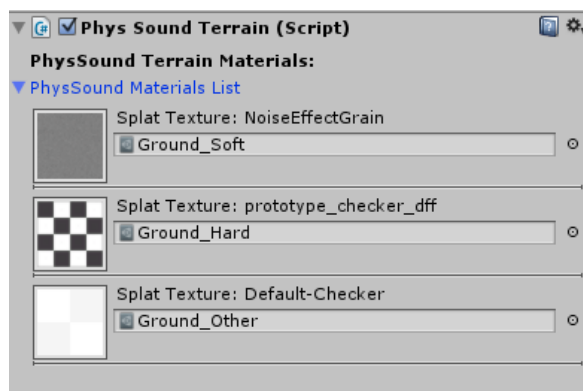 Phys Sound Terrain (Script)
PhysSound Terrain Materials:
PhysSound Materials List
Splat Texture: NoiseEffectGrain
Ground_Soft
Splat Texture: prototype_checker_dff
Ground_Hard
Splat Texture: Default-Checker
Ground_Other